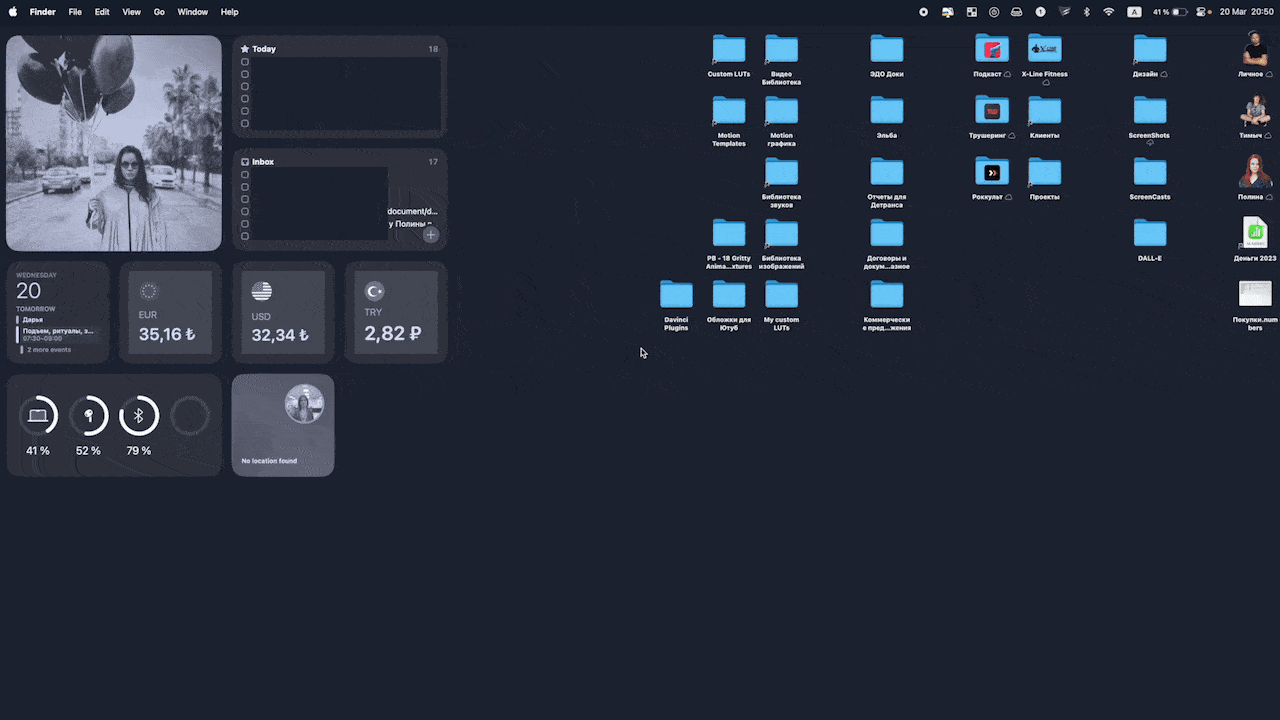 Finder File Edit View Go Window Help
A 41 % 20 Mar 20:50
Today 18
Inbox 17
document/d...
WEDNESDAY
20
TOMORROW
Дарья
Подъем, ритуалы, з...
07:30–09:00
2 more events
EUR
35,16 ₺
USD
32,34 ₺
TRY
2,82 ₽
41 %
52 %
79 %
No location found
Custom LUTs
Видео
Библиотека
ЭДО Доки
Подкаст
X-Line Fitness
Дизайн
Личное
Motion
Templates
Motion
графика
Эльба
Трушеринг
Клиенты
ScreenShots
Тимыч
Библиотека
звуков
Отчеты для
Детранса
Роккульт
Проекты
ScreenCasts
Полина
PB - 18 Gritty
Anima...xtures
Библиотека
изображений
Договоры и
докум...азное
DALL-E
Деньги 2023
Davinci
Plugins
Обложки для
Ютуб
My custom
LUTs
Коммерчески
е пред...жения
Покупки.num
bers